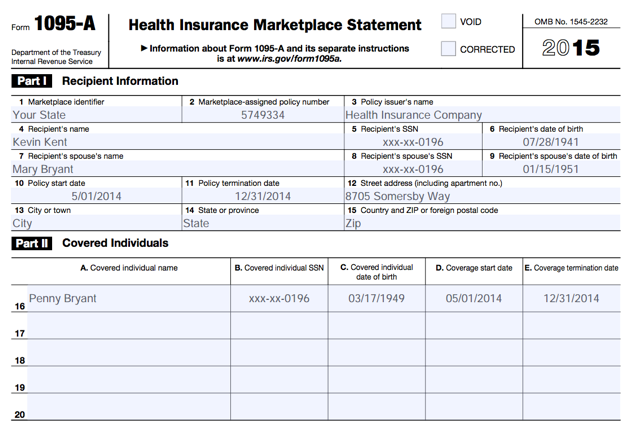 Form 1095-A
Health Insurance Marketplace Statement
VOID
OMB No. 1545-2232
Department of the Treasury
Internal Revenue Service
▶ Information about Form 1095-A and its separate instructions
is at www.irs.gov/form1095a.
CORRECTED
2015
Part I Recipient Information
1 Marketplace identifier 2 Marketplace-assigned policy number 3 Policy issuer's name
Your State 5749334 Health Insurance Company
4 Recipient's name 5 Recipient's SSN 6 Recipient's date of birth
Kevin Kent xxx-xx-0196 07/28/1941
7 Recipient's spouse's name 8 Recipient's spouse's SSN 9 Recipient's spouse's date of birth
Mary Bryant xxx-xx-0196 01/15/1951
10 Policy start date 11 Policy termination date 12 Street address (including apartment no.)
5/01/2014 12/31/2014 8705 Somersby Way
13 City or town 14 State or province 15 Country and ZIP or foreign postal code
City State Zip
Part II Covered Individuals
A. Covered individual name B. Covered individual SSN C. Covered individual date of birth D. Coverage start date E. Coverage termination date
16 Penny Bryant xxx-xx-0196 03/17/1949 05/01/2014 12/31/2014
17
18
19
20